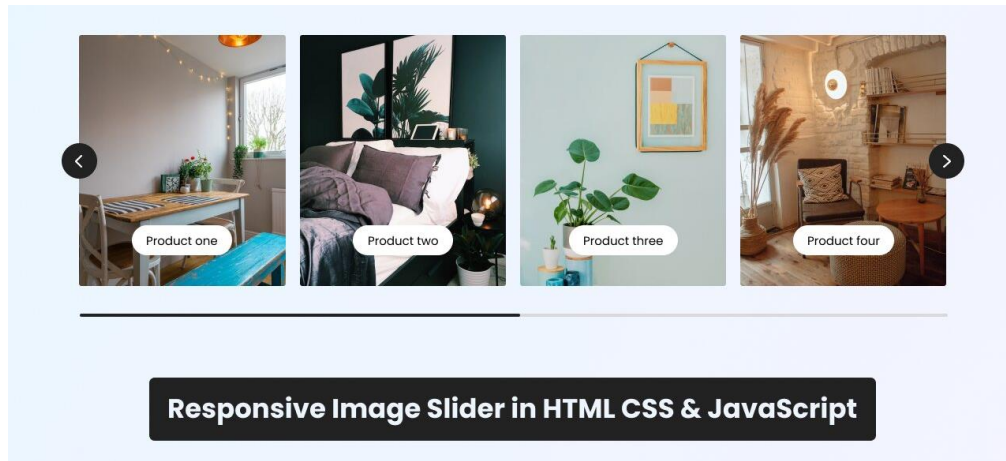 Product one
Product two
Product three
Product four
Responsive Image Slider in HTML CSS & JavaScript